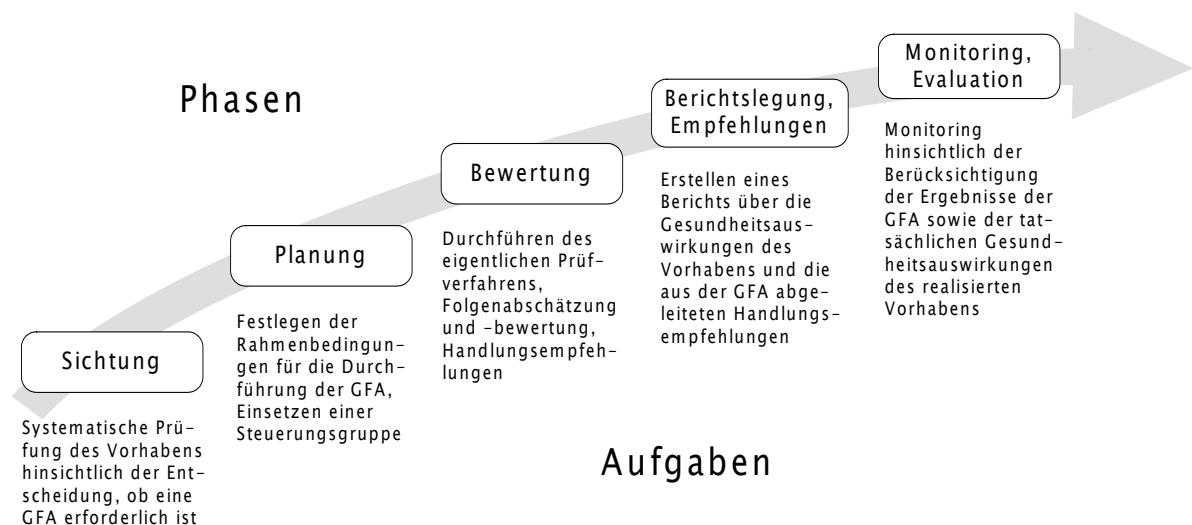 Phasen
Sichtung
Systematische Prü–
fung des Vorhabens
hinsichtlich der Ent–
scheidung, ob eine
GFA erforderlich ist
Planung
Festlegen der
Rahmenbedingun–
gen für die Durch–
führung der GFA,
Einsetzen einer
Steuerungsgruppe
Bewertung
Durchführen des
eigentlichen Prüf–
verfahrens,
Folgenabschätzung
und –bewertung,
Handlungsempfeh–
lungen
Berichtslegung,
Empfehlungen
Erstellen eines
Berichts über die
Gesundheitsaus–
wirkungen des
Vorhabens und die
aus der GFA abge–
leiteten Handlungs–
empfehlungen
Monitoring,
Evaluation
Monitoring
hinsichtlich der
Berücksichtigung
der Ergebnisse der
GFA sowie der tat–
sächlichen Gesund–
heitsauswirkungen
des realisierten
Vorhabens
Aufgaben